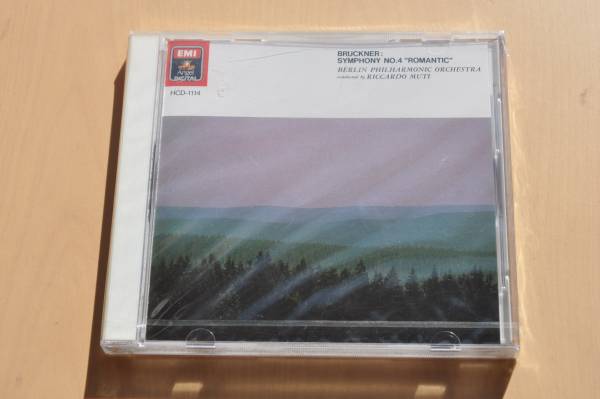 EMI
Angel
DIGITAL
HCD-1114
BRUCKNER:
SYMPHONY NO.4 "ROMANTIC"
BERLIN PHILHARMONIC ORCHESTRA
conducted by RICCARDO MUTI